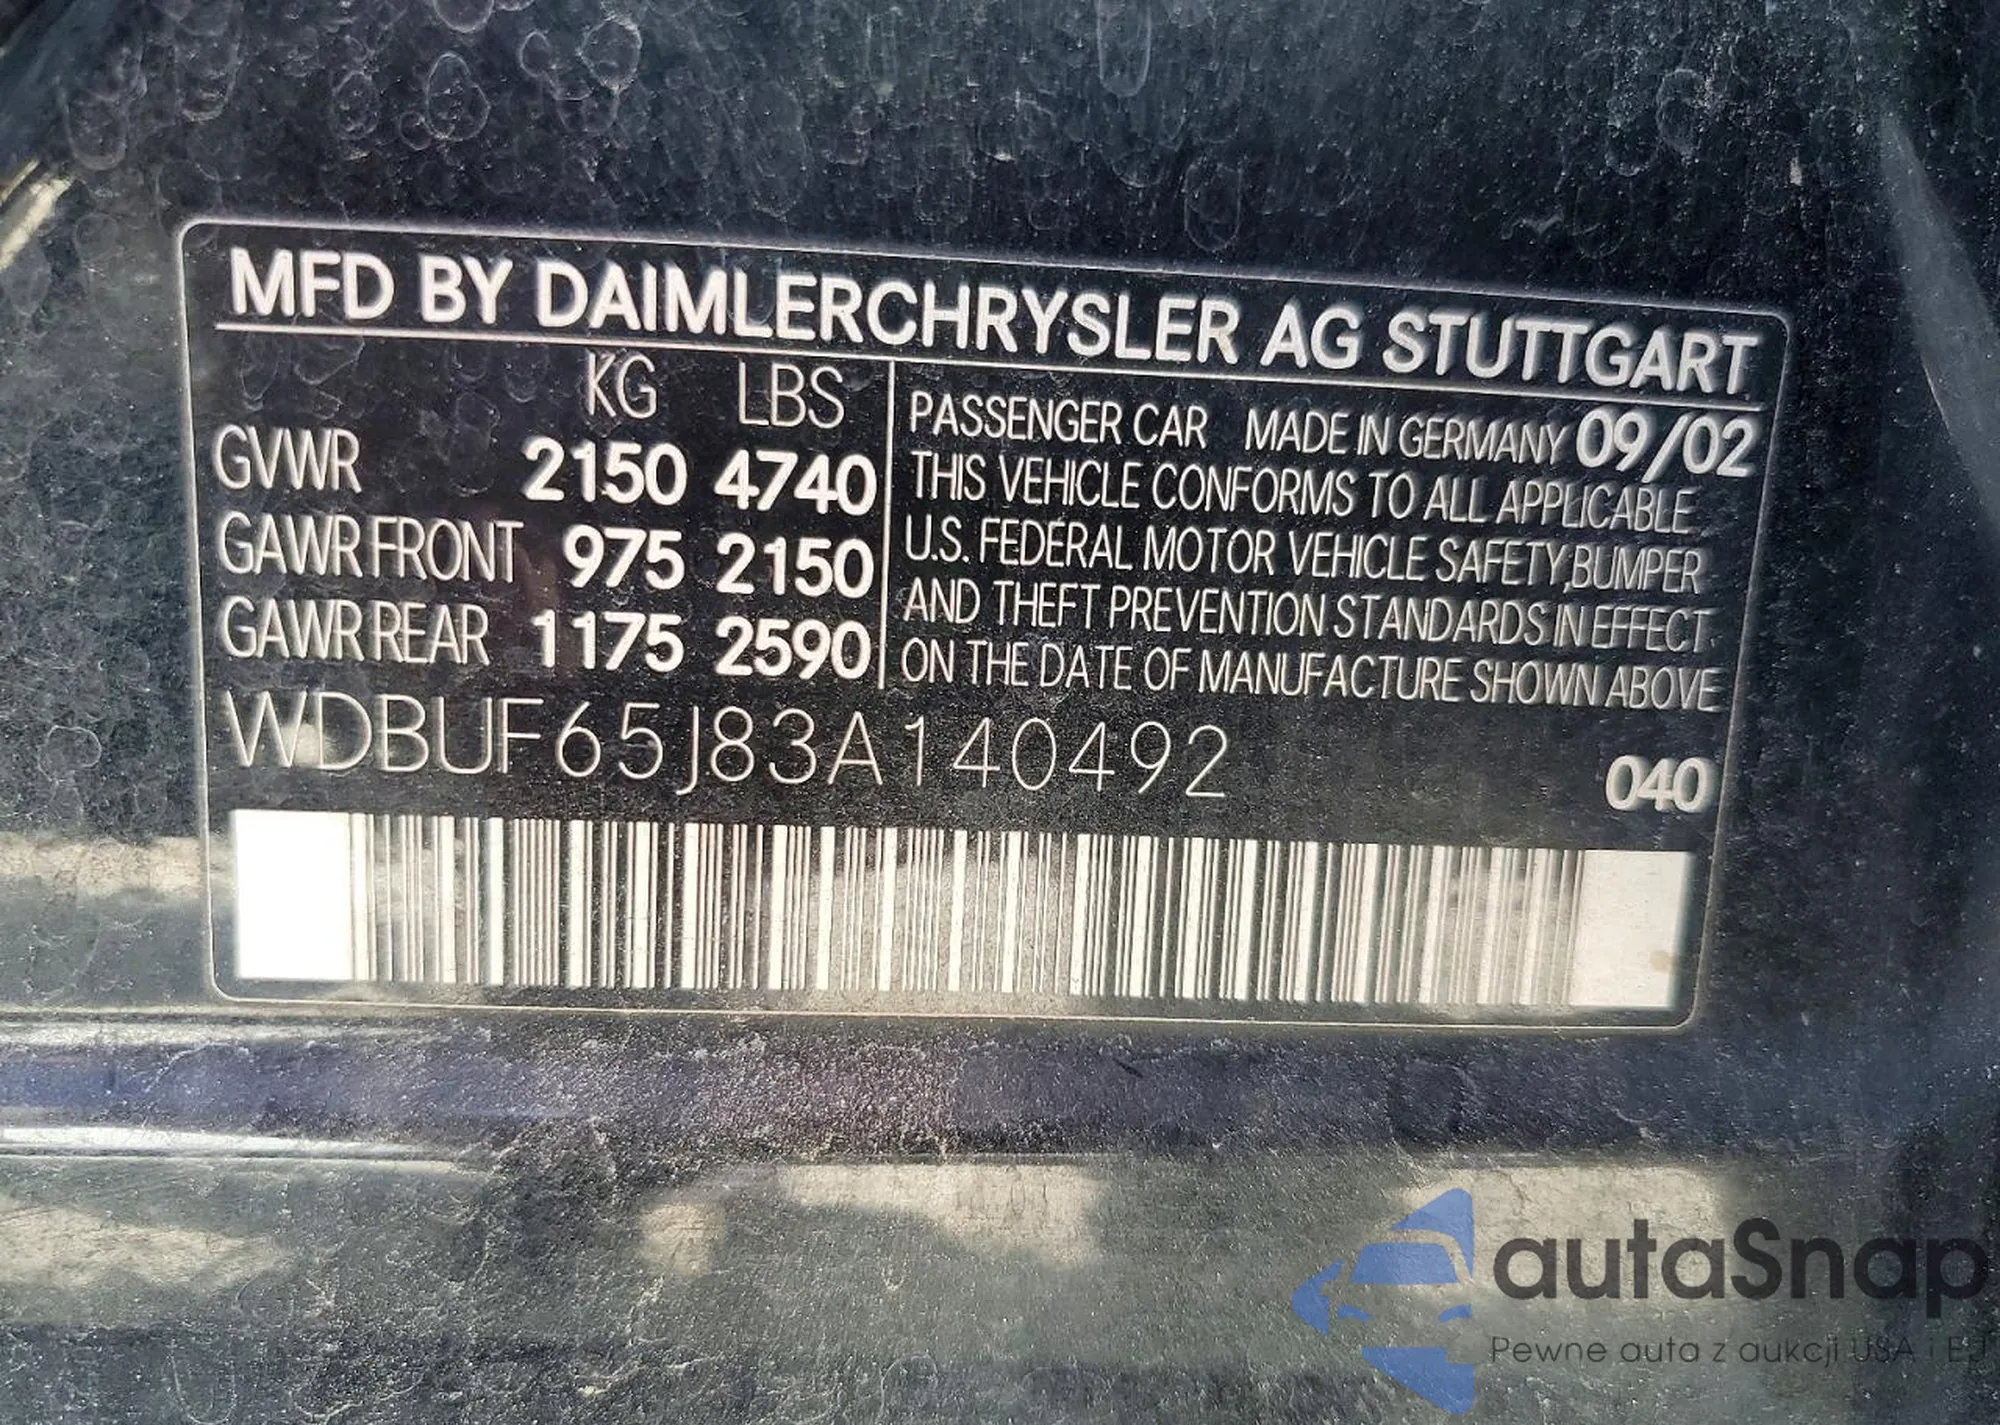 MFD BY DAIMLERCHRYSLER AG STUTTGART
KG LBS
GVWR 2150 4740
GAWR FRONT 975 2150
GAWR REAR 1175 2590
PASSENGER CAR MADE IN GERMANY 09/02
THIS VEHICLE CONFORMS TO ALL APPLICABLE
U.S. FEDERAL MOTOR VEHICLE SAFETY, BUMPER
AND THEFT PREVENTION STANDARDS IN EFFECT
ON THE DATE OF MANUFACTURE SHOWN ABOVE
WDBUF65J83A140492
040
autaSnap
Pewne auta z aukcji USA i EU